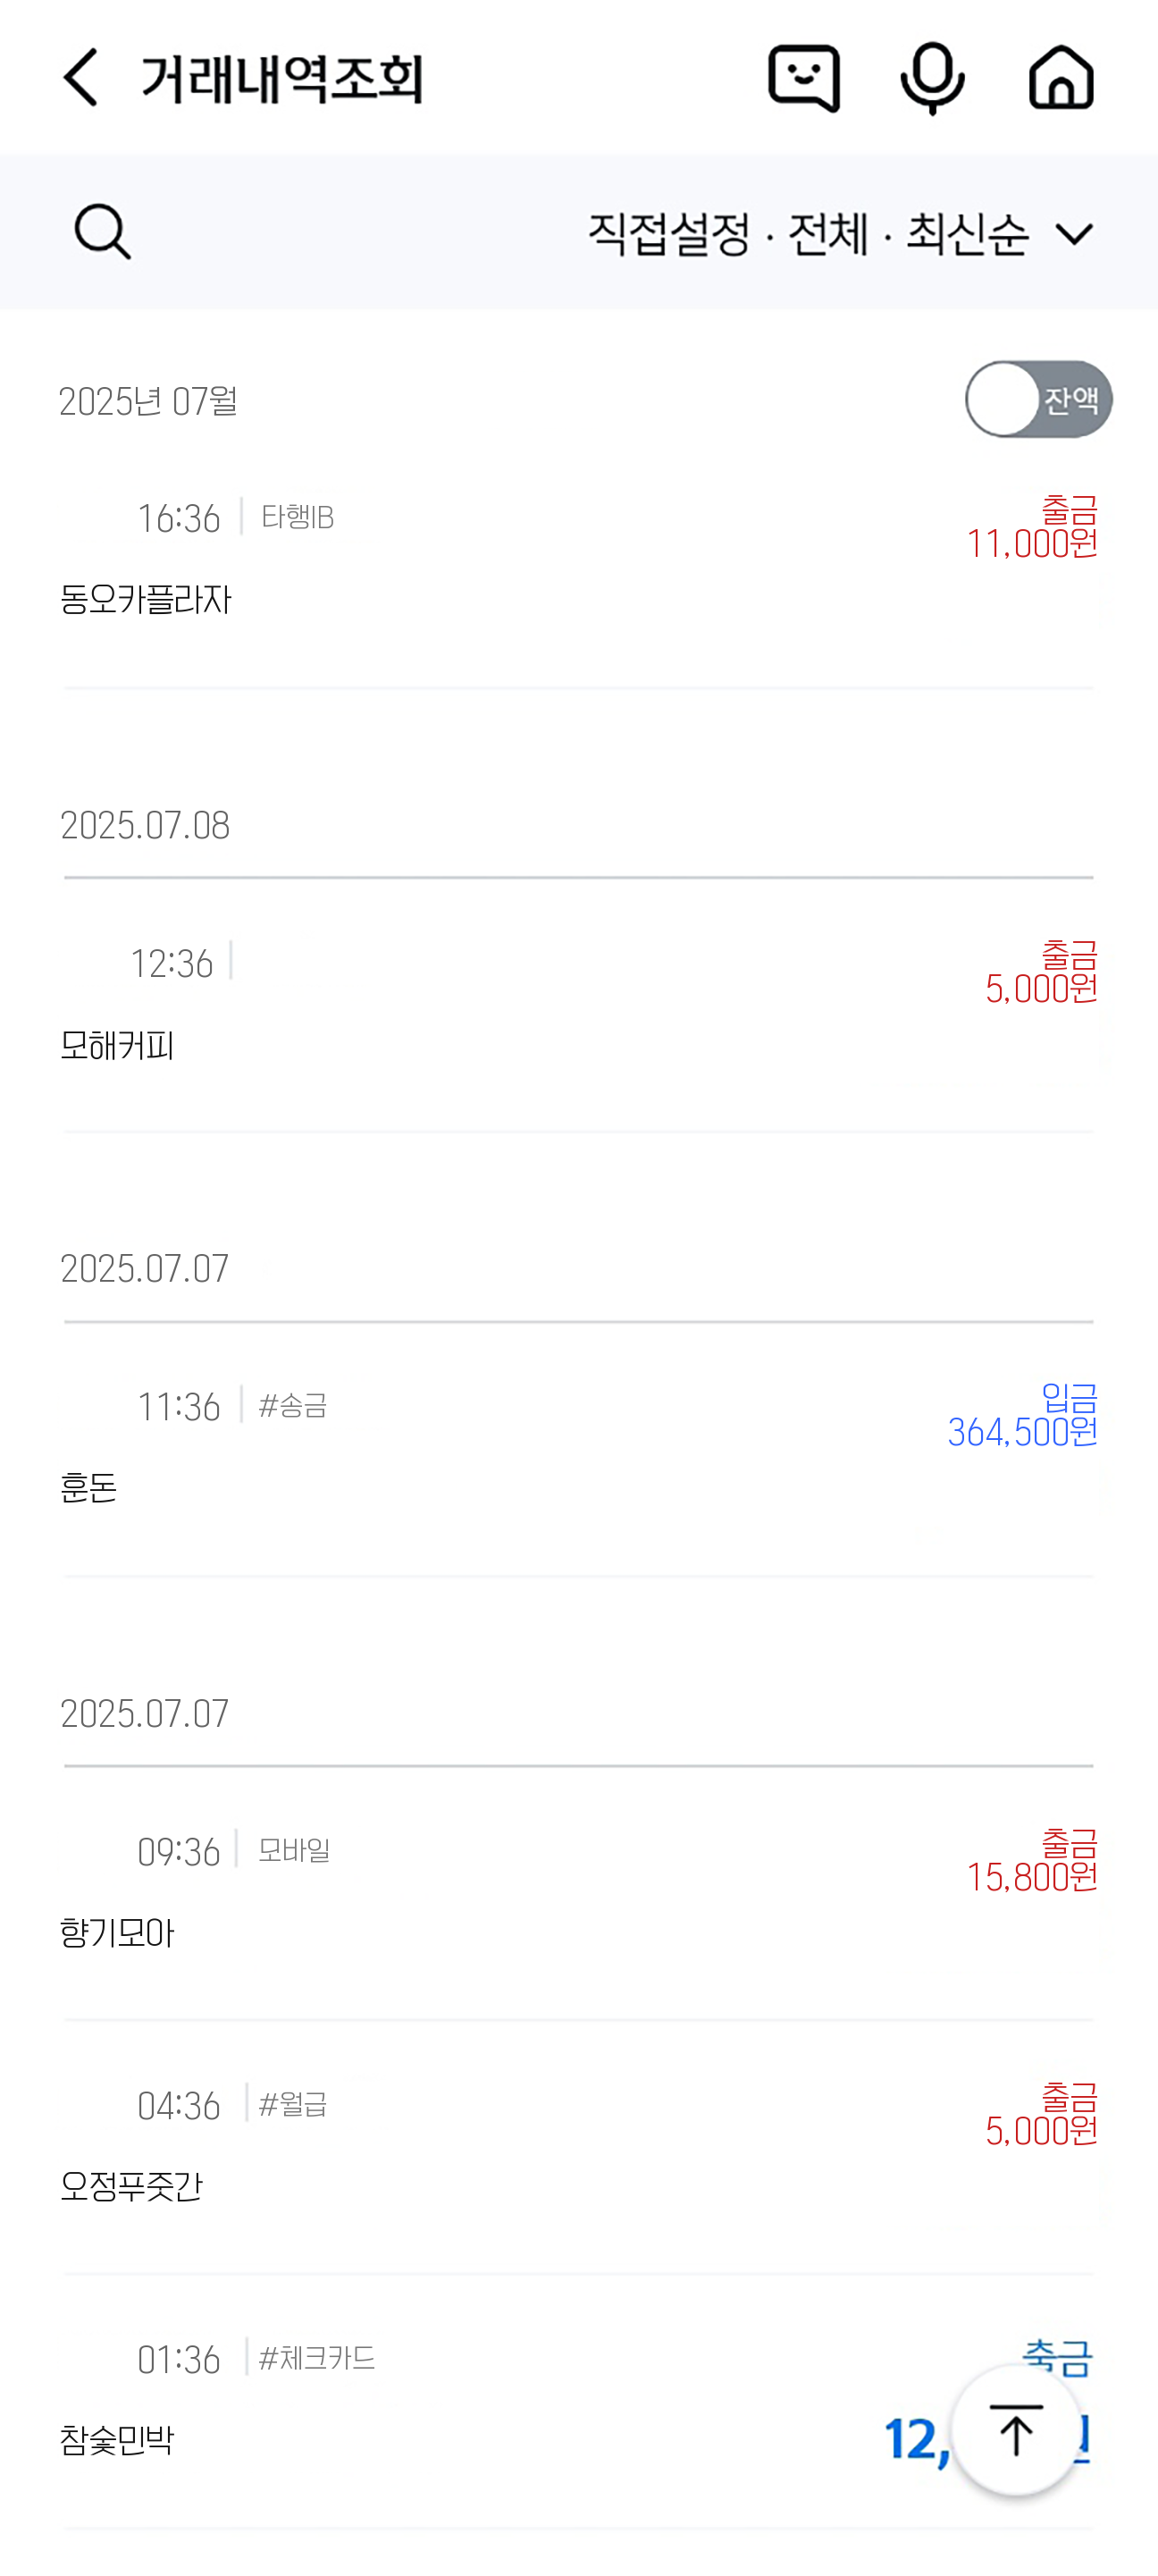 거래내역조회
직접설정 · 전체 · 최신순
2025년 07월
잔액
16:36 타행IB
출금
11,000원
동오카플라자
2025.07.08
12:36
출금
5,000원
모해커피
2025.07.07
11:36 #송금
입금
364,500원
훈돈
2025.07.07
09:36 모바일
출금
15,800원
향기모아
04:36 #월급
출금
5,000원
오정푸줏간
01:36 #체크카드
참숯민박
12,